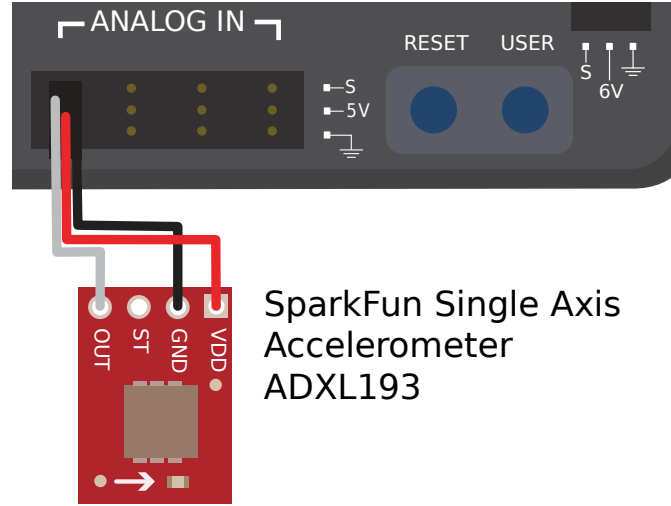 ANALOG IN
RESET
USER
S
5V
S
6V
OUT
ST
GND
VDD
SparkFun Single Axis
Accelerometer
ADXL193